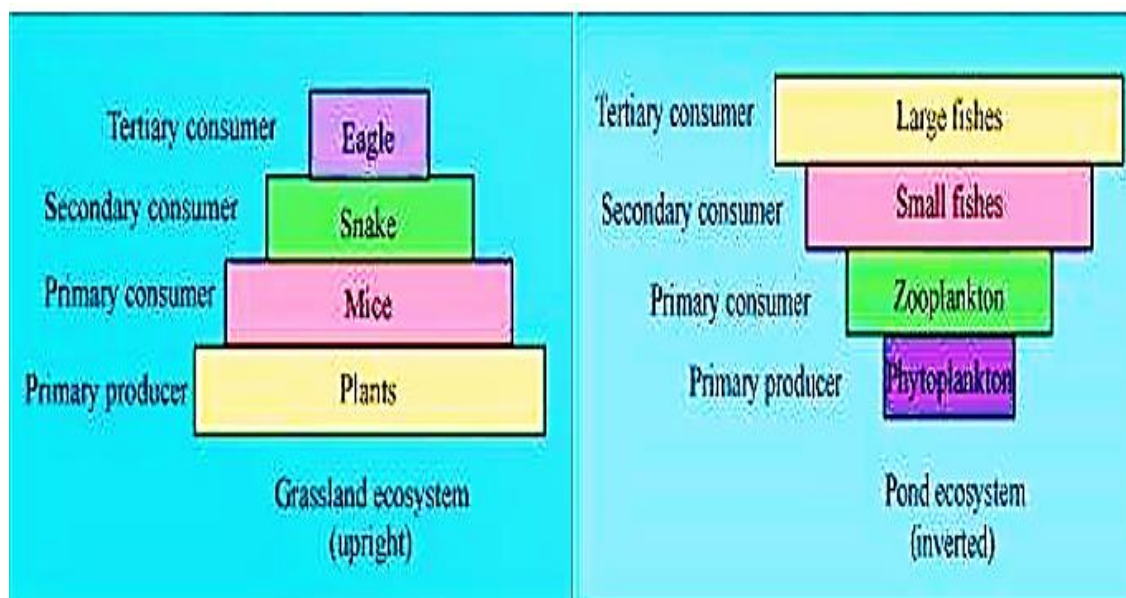 Tertiary consumer
Eagle
Secondary consumer
Snake
Primary consumer
Mice
Primary producer
Plants
Grassland ecosystem
(upright)
Tertiary consumer
Large fishes
Secondary consumer
Small fishes
Primary consumer
Zooplankton
Primary producer
Phytoplankton
Pond ecosystem
(inverted)